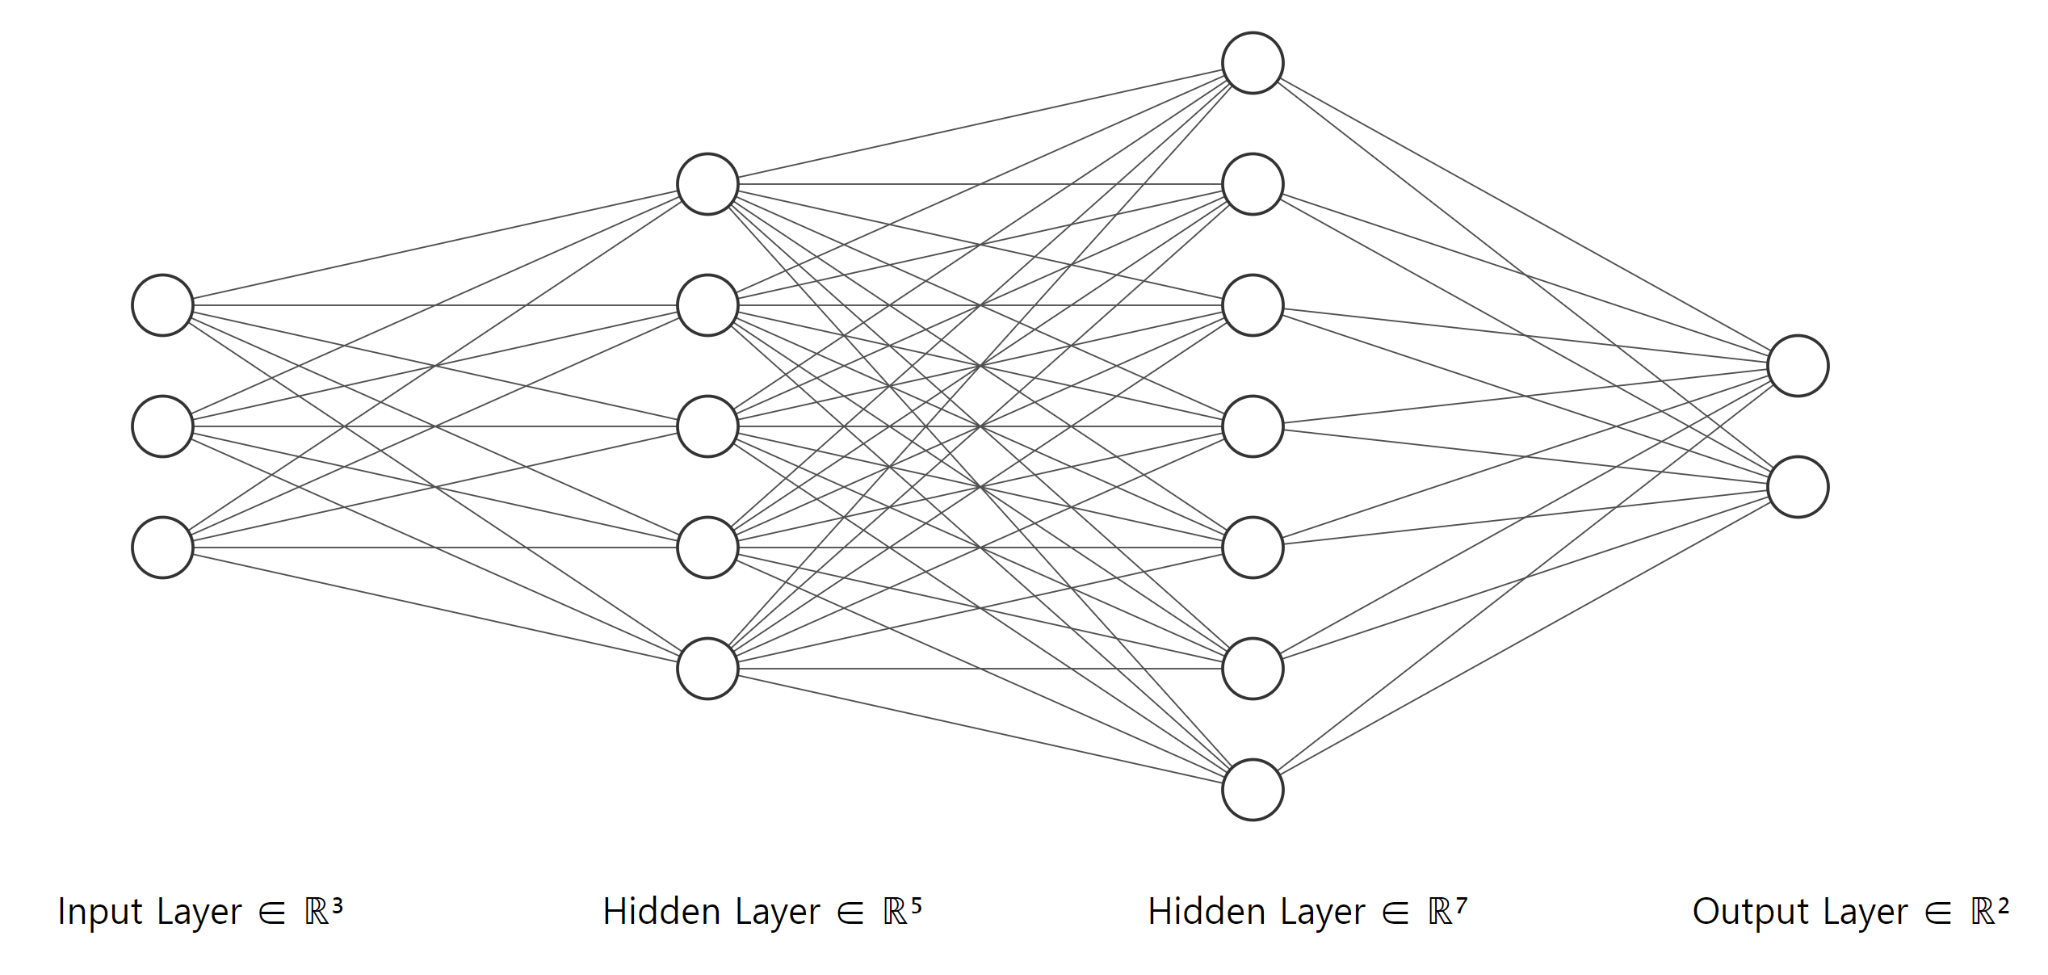 Input Layer ∈ ℝ³
Hidden Layer ∈ ℝ⁵
Hidden Layer ∈ ℝ⁷
Output Layer ∈ ℝ²